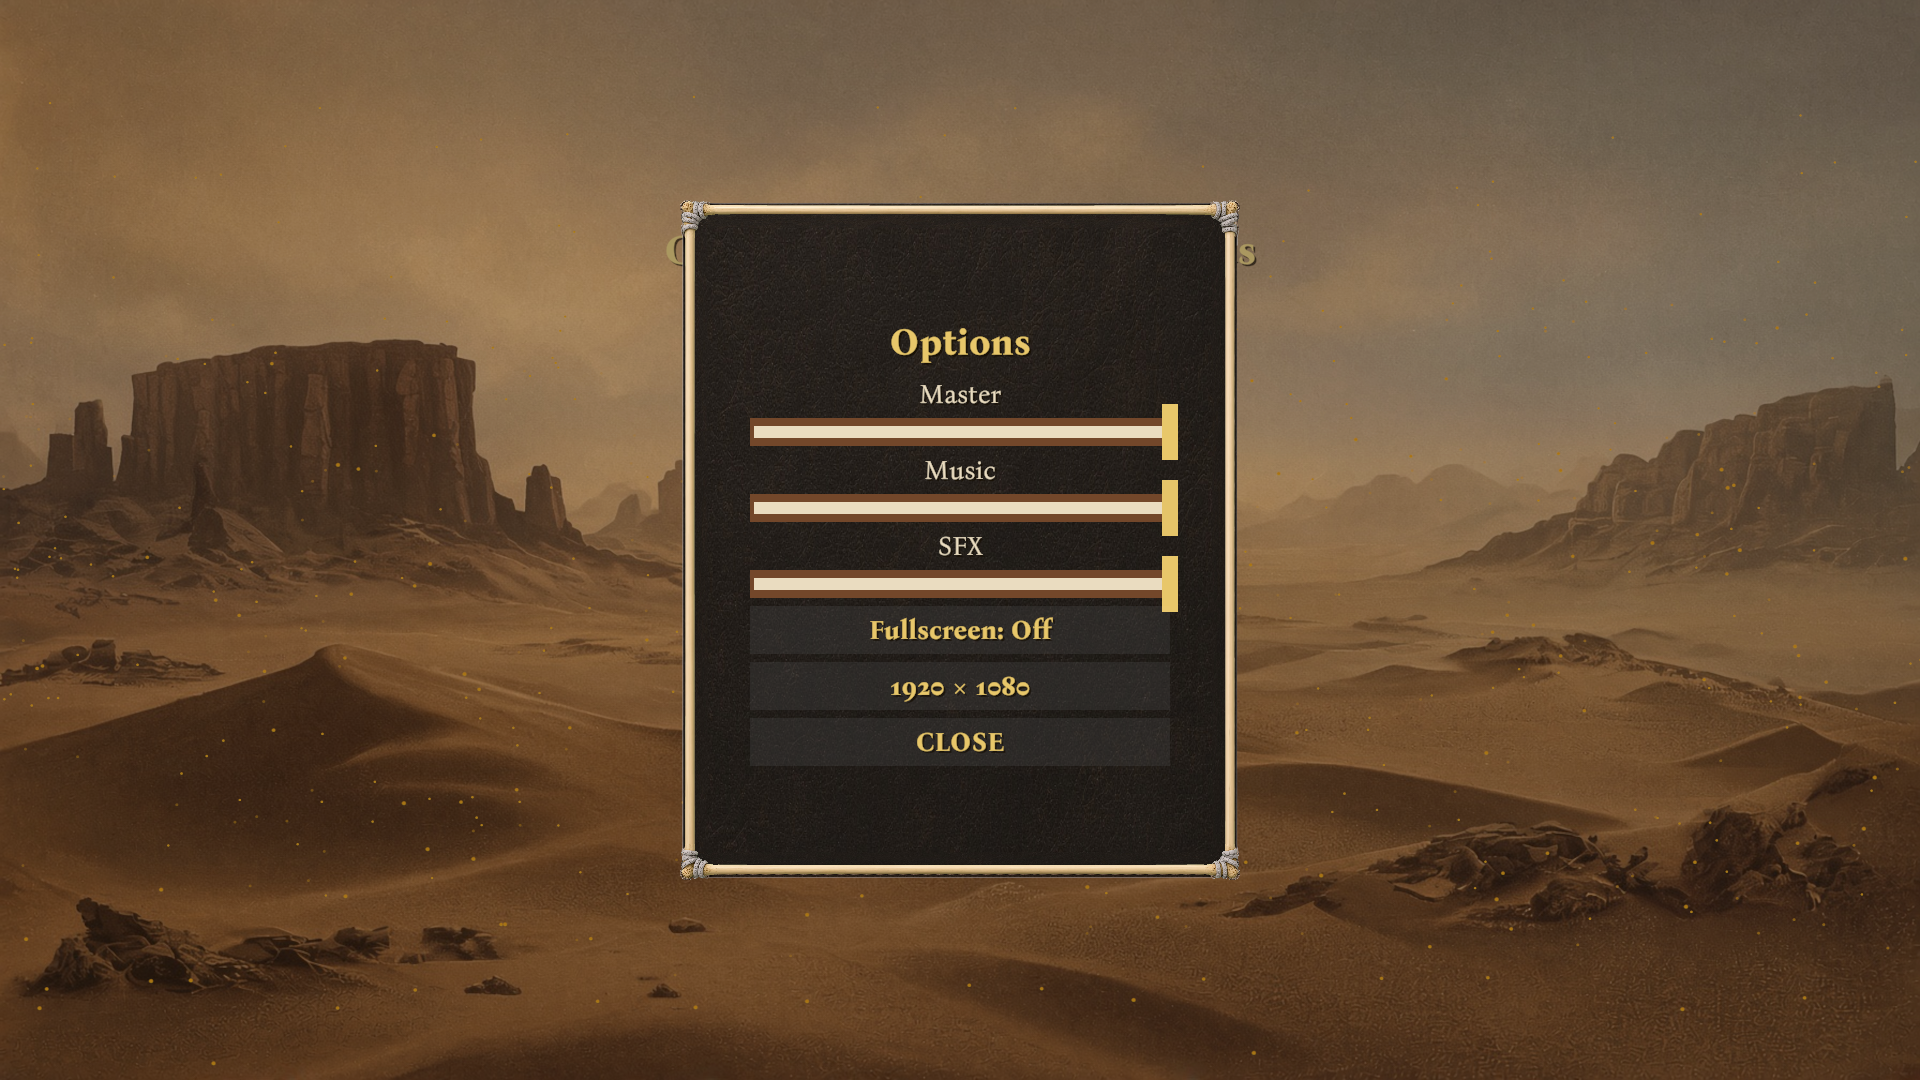 Options
Master
Music
SFX
Fullscreen: Off
1920 × 1080
CLOSE